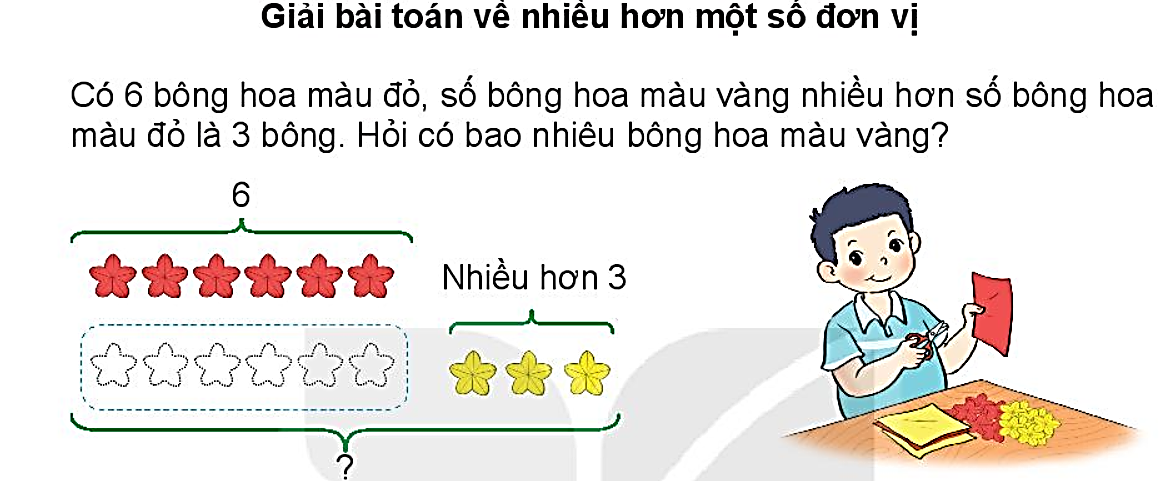 Giải bài toán về nhiều hơn một số đơn vị
Có 6 bông hoa màu đỏ, số bông hoa màu vàng nhiều hơn số bông hoa
màu đỏ là 3 bông. Hỏi có bao nhiêu bông hoa màu vàng?
6
Nhiều hơn 3
?